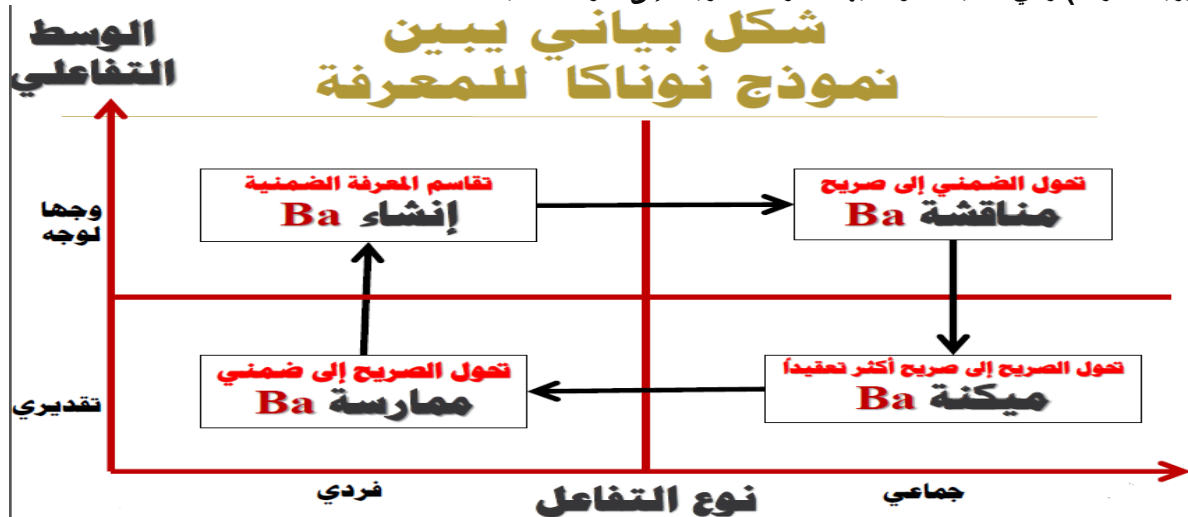 شكل بياني يبين
نموذج نوناكا للمعرفة
الوسط
التفاعلي
تقاسم المعرفة الضمنية
إنشاء Ba
تحول الضمني إلى صريح
مناقشة Ba
وجها
لوجه
تحول الصريح إلى ضمني
ممارسة Ba
تحول الصريح إلى صريح أكثر تعقيداً
ميكنة Ba
تقديري
فردي
نوع التفاعل
جماعي